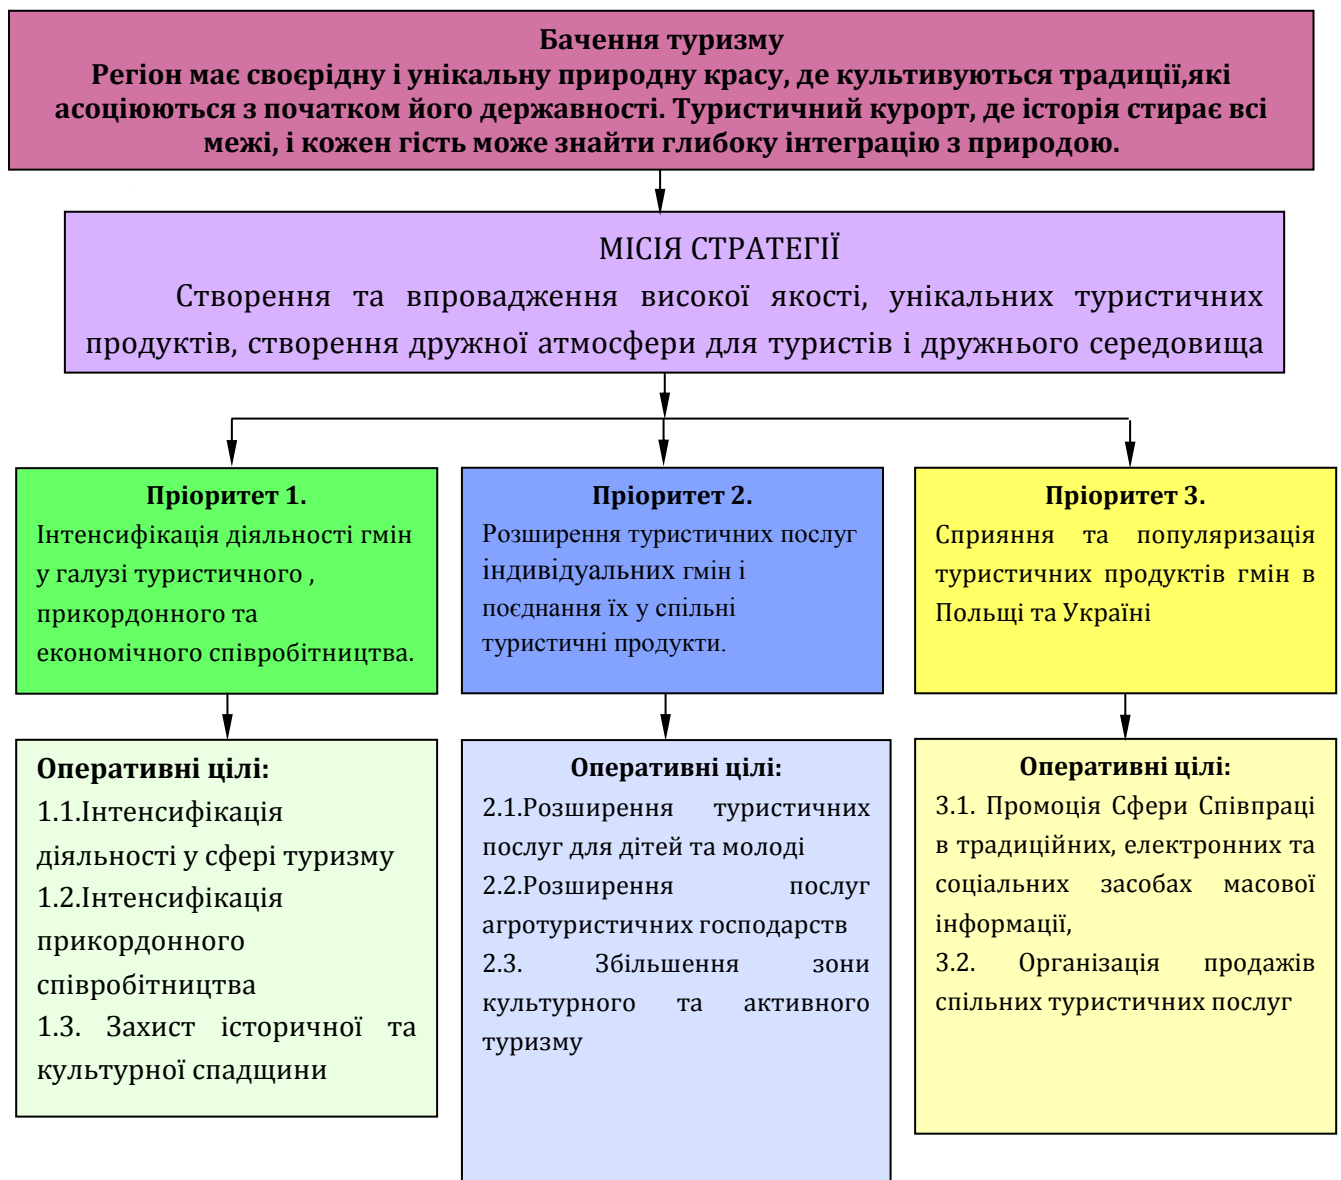 Бачення туризму
Регіон має своєрідну і унікальну природну красу, де культивуються традиції,які
асоціюються з початком його державності. Туристичний курорт, де історія стирає всі
межі, і кожен гість може знайти глибоку інтеграцію з природою.
МІСІЯ СТРАТЕГІЇ
Створення та впровадження високої якості, унікальних туристичних
продуктів, створення дружної атмосфери для туристів і дружнього середовища
Пріоритет 1.
Інтенсифікація діяльності гмін
у галузі туристичного ,
прикордонного та
економічного співробітництва.
Пріоритет 2.
Розширення туристичних послуг
індивідуальних гмін і
поєднання їх у спільні
туристичні продукти.
Пріоритет 3.
Сприяння та популяризація
туристичних продуктів гмін в
Польщі та Україні
Оперативні цілі:
1.1.Інтенсифікація
діяльності у сфері туризму
1.2.Інтенсифікація
прикордонного
співробітництва
1.3. Захист історичної та
культурної спадщини
Оперативні цілі:
2.1.Розширення туристичних
послуг для дітей та молоді
2.2.Розширення послуг
агротуристичних господарств
2.3. Збільшення зони
культурного та активного
туризму
Оперативні цілі:
3.1. Промоція Сфери Співпраці
в традиційних, електронних та
соціальних засобах масової
інформації,
3.2. Організація продажів
спільних туристичних послуг